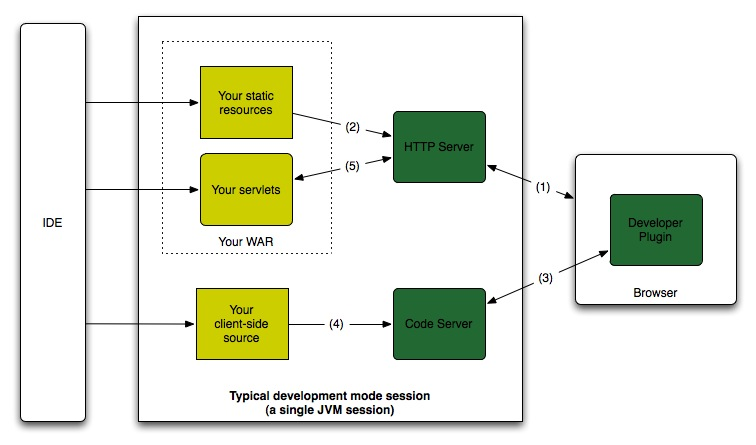 IDE
Your static
resources
(2)
HTTP Server
(5)
Your servlets
Your WAR
(1)
Developer
Plugin
Browser
(3)
Your
client-side
source
(4)
Code Server
Typical development mode session
(a single JVM session)